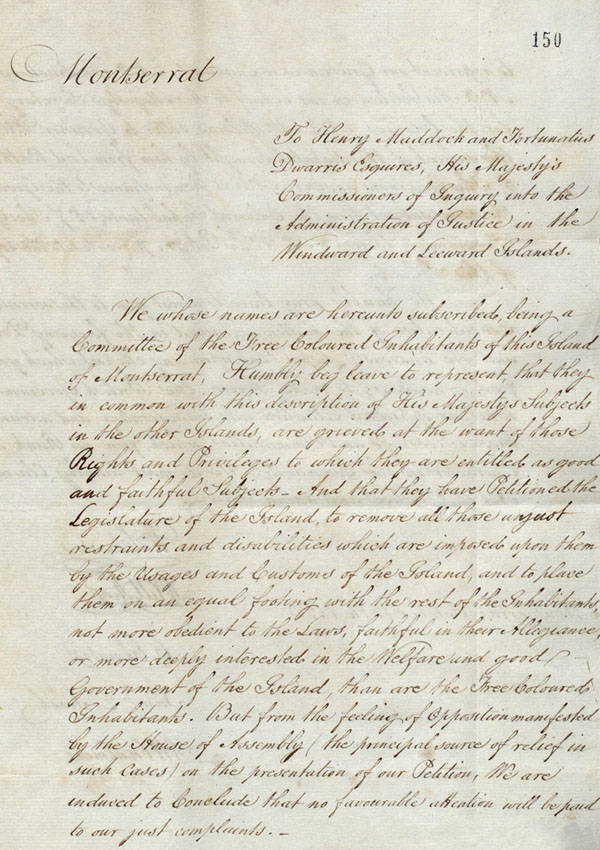 150
Montserrat
To Henry Maddock and Fortunatus
Dwarris Esquires, His Majesty's
Commissioners of Inquiry into the
Administration of Justice in the
Windward and Leeward Islands.
We whose names are hereunto subscribed, being a
Committee of the Free Coloured Inhabitants of this Island
of Montserrat, Humbly beg leave to represent, that they
in common with this description of His Majesty's Subjects
in the other Islands, are grieved at the want of those
Rights and Privileges to which they are entitled as good
and faithful Subjects – And that they have Petitioned the
Legislature of the Island, to remove all those unjust
restraints and disabilities which are imposed upon them
by the Usages and Customs of the Island, and to place
them on an equal footing with the rest of the Inhabitants,
not more obedient to the Laws, faithful in their Allegiance,
or more deeply interested in the Welfare and good
Government of the Island, than are the Free Coloured
Inhabitants. But from the feeling of Opposition manifested
by the House of Assembly (the principal source of relief in
such Cases) on the presentation of our Petition, We are
induced to Conclude that no favourable attention will be paid
to our just complaints. –